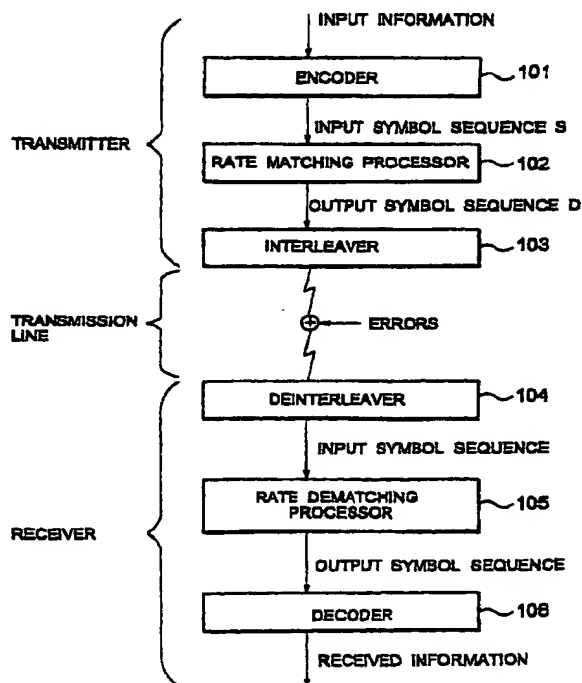 INPUT INFORMATION
ENCODER
101
INPUT SYMBOL SEQUENCE S
TRANSMITTER
RATE MATCHING PROCESSOR
102
OUTPUT SYMBOL SEQUENCE D
INTERLEAVER
103
TRANSMISSION
LINE
ERRORS
DEINTERLEAVER
104
INPUT SYMBOL SEQUENCE
RATE DEMATCHING
PROCESSOR
105
RECEIVER
OUTPUT SYMBOL SEQUENCE
DECODER
106
RECEIVED INFORMATION